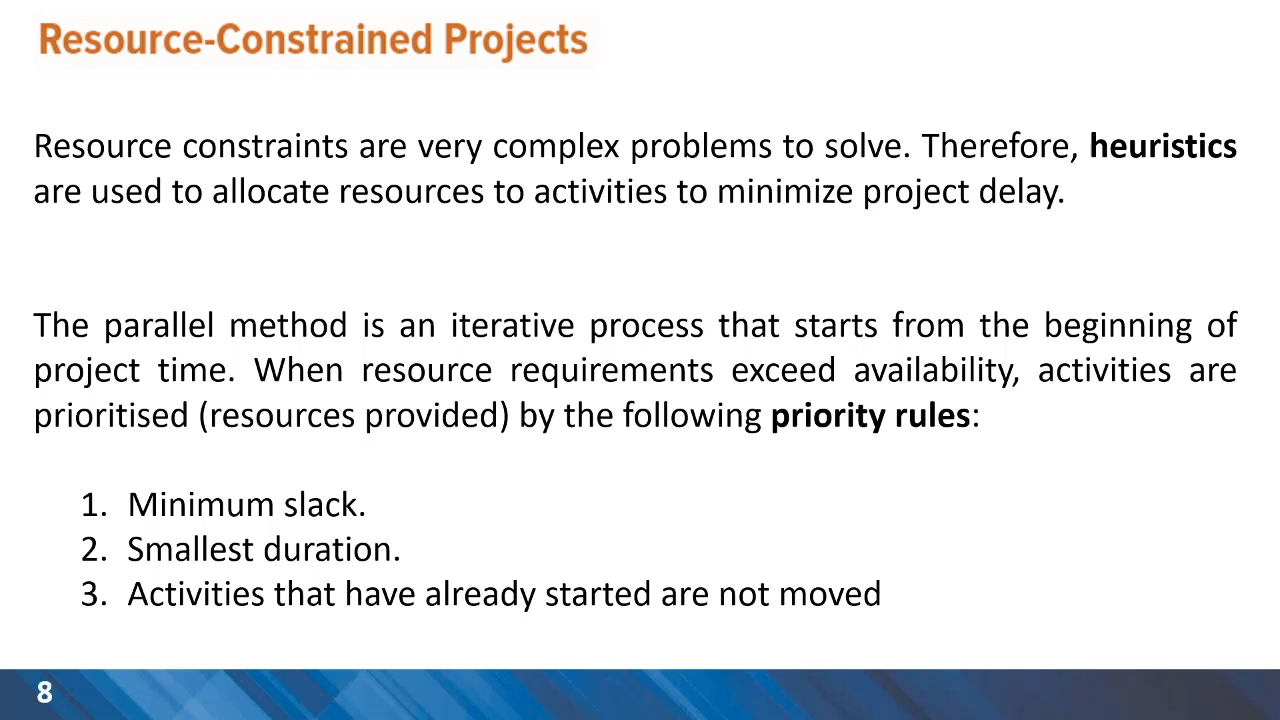 Resource-Constrained Projects
Resource constraints are very complex problems to solve. Therefore, heuristics
are used to allocate resources to activities to minimize project delay.
The parallel method is an iterative process that starts from the beginning of
project time. When resource requirements exceed availability, activities are
prioritised (resources provided) by the following priority rules:
1. Minimum slack.
2. Smallest duration.
3. Activities that have already started are not moved
8